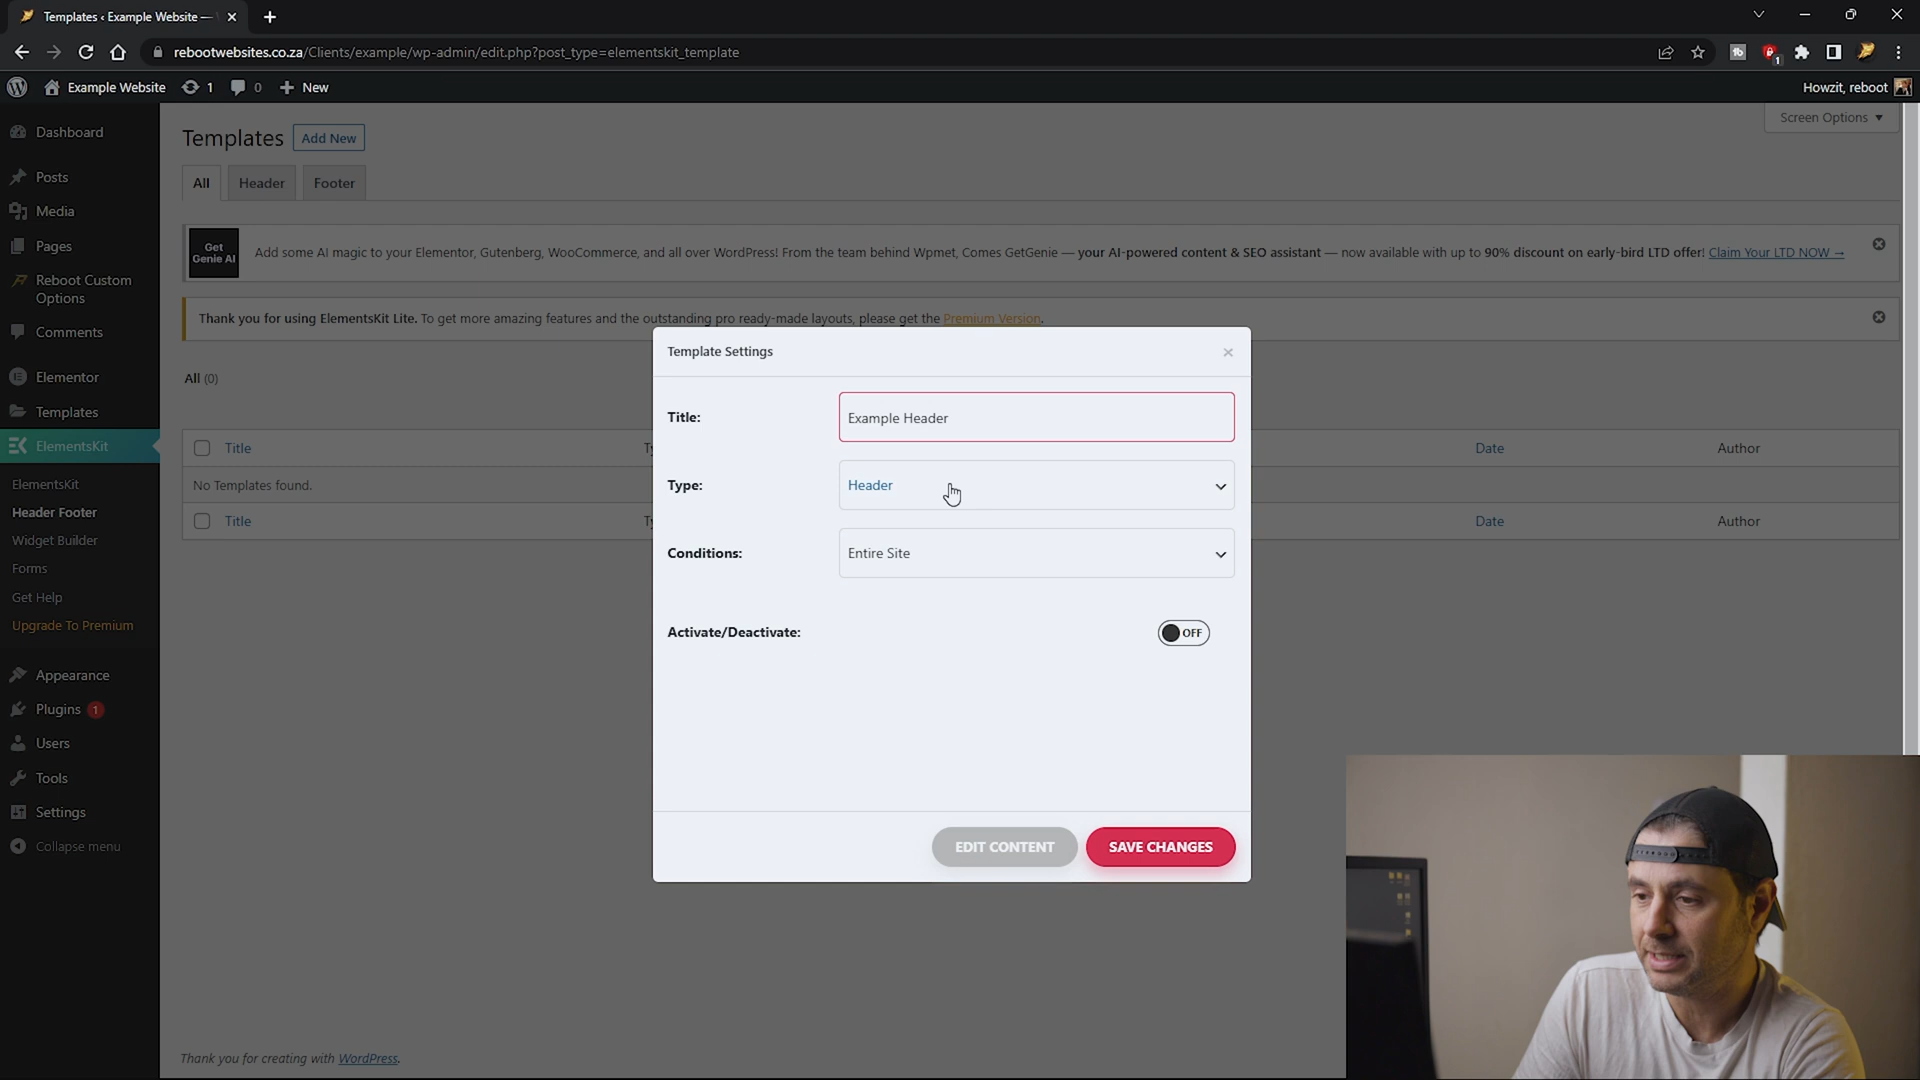 Templates ‹ Example Website —
rebootwebsites.co.za/Clients/example/wp-admin/edit.php?post_type=elementskit_template
Example Website 1 0 New
Howzit, reboot
Dashboard
Posts
Media
Pages
Reboot Custom
Options
Comments
Elementor
Templates
ElementsKit
ElementsKit
Header Footer
Widget Builder
Forms
Get Help
Upgrade To Premium
Appearance
Plugins 1
Users
Tools
Settings
Collapse menu
Screen Options
Templates Add New
All Header Footer
Get
Genie AI
Add some AI magic to your Elementor, Gutenberg, WooCommerce, and all over WordPress! From the team behind Wpmet, Comes GetGenie — your AI-powered content & SEO assistant — now available with up to 90% discount on early-bird LTD offer! Claim Your LTD NOW →
Thank you for using ElementsKit Lite. To get more amazing features and the outstanding pro ready-made layouts, please get the Premium Version.
All (0)
Title Date Author
No Templates found.
Title Date Author
Template Settings
Title: Example Header
Type: Header
Conditions: Entire Site
Activate/Deactivate: OFF
EDIT CONTENT SAVE CHANGES
Thank you for creating with WordPress.